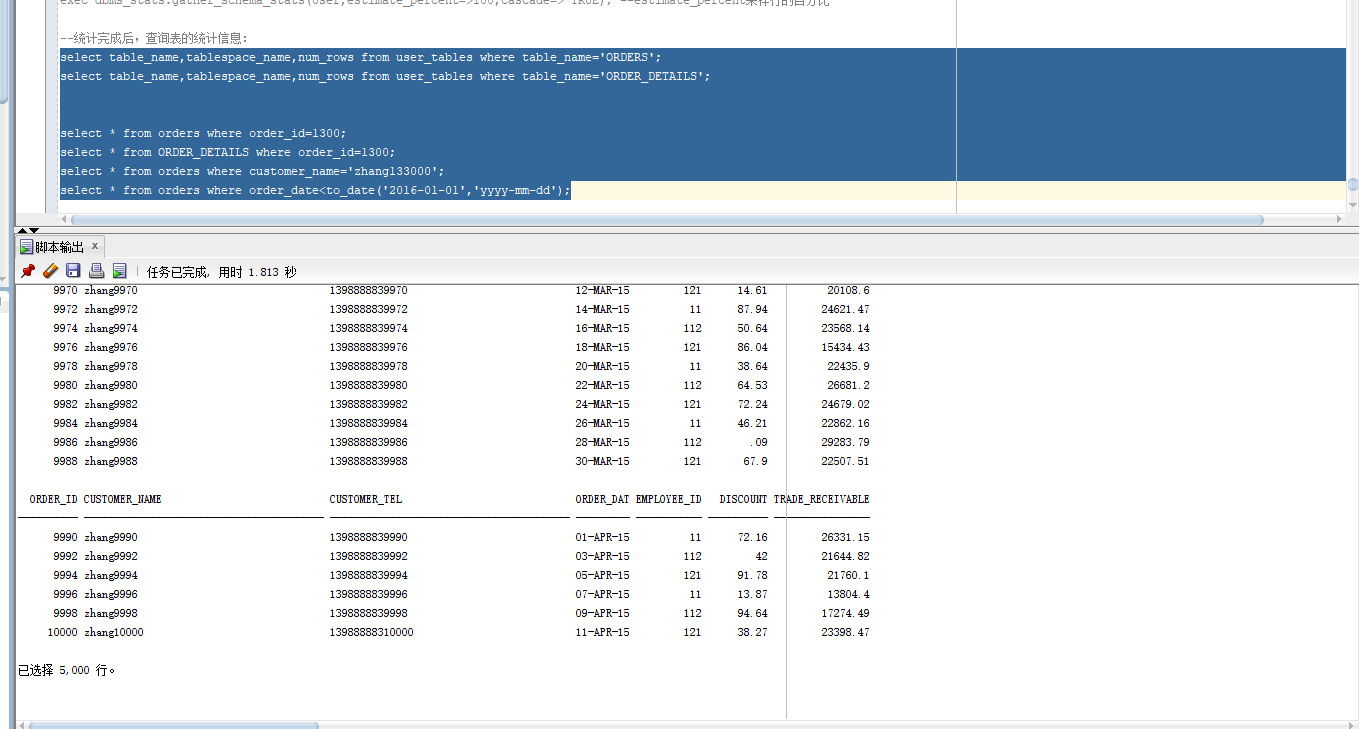 exec dbms_stats.gather_schema_stats(User,estimate_percent=>100,cascade=> TRUE); --estimate_percent采样行的百分比
--统计完成后，查询表的统计信息：
select table_name,tablespace_name,num_rows from user_tables where table_name='ORDERS';
select table_name,tablespace_name,num_rows from user_tables where table_name='ORDER_DETAILS';
select * from orders where order_id=1300;
select * from ORDER_DETAILS where order_id=1300;
select * from orders where customer_name='zhang133000';
select * from orders where order_date<to_date('2016-01-01','yyyy-mm-dd');
脚本输出 x
任务已完成, 用时 1.813 秒
9970 zhang9970 1398888839970 12-MAR-15 121 14.61 20108.6
9972 zhang9972 1398888839972 14-MAR-15 11 87.94 24621.47
9974 zhang9974 1398888839974 16-MAR-15 112 50.64 23568.14
9976 zhang9976 1398888839976 18-MAR-15 121 86.04 15434.43
9978 zhang9978 1398888839978 20-MAR-15 11 38.64 22435.9
9980 zhang9980 1398888839980 22-MAR-15 112 64.53 26681.2
9982 zhang9982 1398888839982 24-MAR-15 121 72.24 24679.02
9984 zhang9984 1398888839984 26-MAR-15 11 46.21 22862.16
9986 zhang9986 1398888839986 28-MAR-15 112 .09 29283.79
9988 zhang9988 1398888839988 30-MAR-15 121 67.9 22507.51
ORDER_ID CUSTOMER_NAME CUSTOMER_TEL ORDER_DAT EMPLOYEE_ID DISCOUNT TRADE_RECEIVABLE
9990 zhang9990 1398888839990 01-APR-15 11 72.16 26331.15
9992 zhang9992 1398888839992 03-APR-15 112 42 21644.82
9994 zhang9994 1398888839994 05-APR-15 121 91.78 21760.1
9996 zhang9996 1398888839996 07-APR-15 11 13.87 13804.4
9998 zhang9998 1398888839998 09-APR-15 112 94.64 17274.49
10000 zhang10000 13988888310000 11-APR-15 121 38.27 23398.47
已选择 5,000 行。